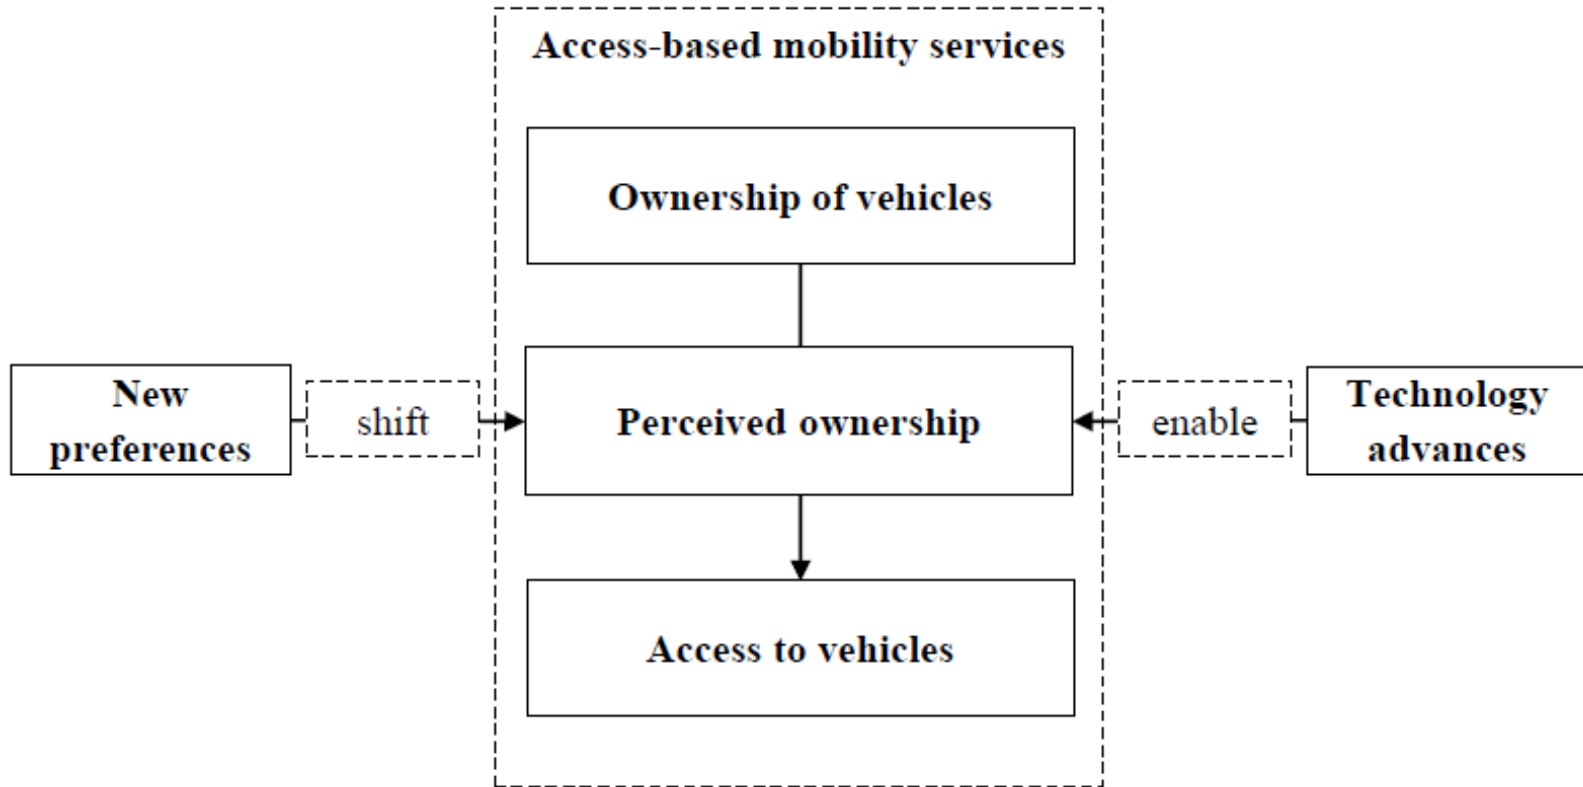 Access-based mobility services
Ownership of vehicles
New
preferences
shift
Perceived ownership
enable
Technology
advances
Access to vehicles